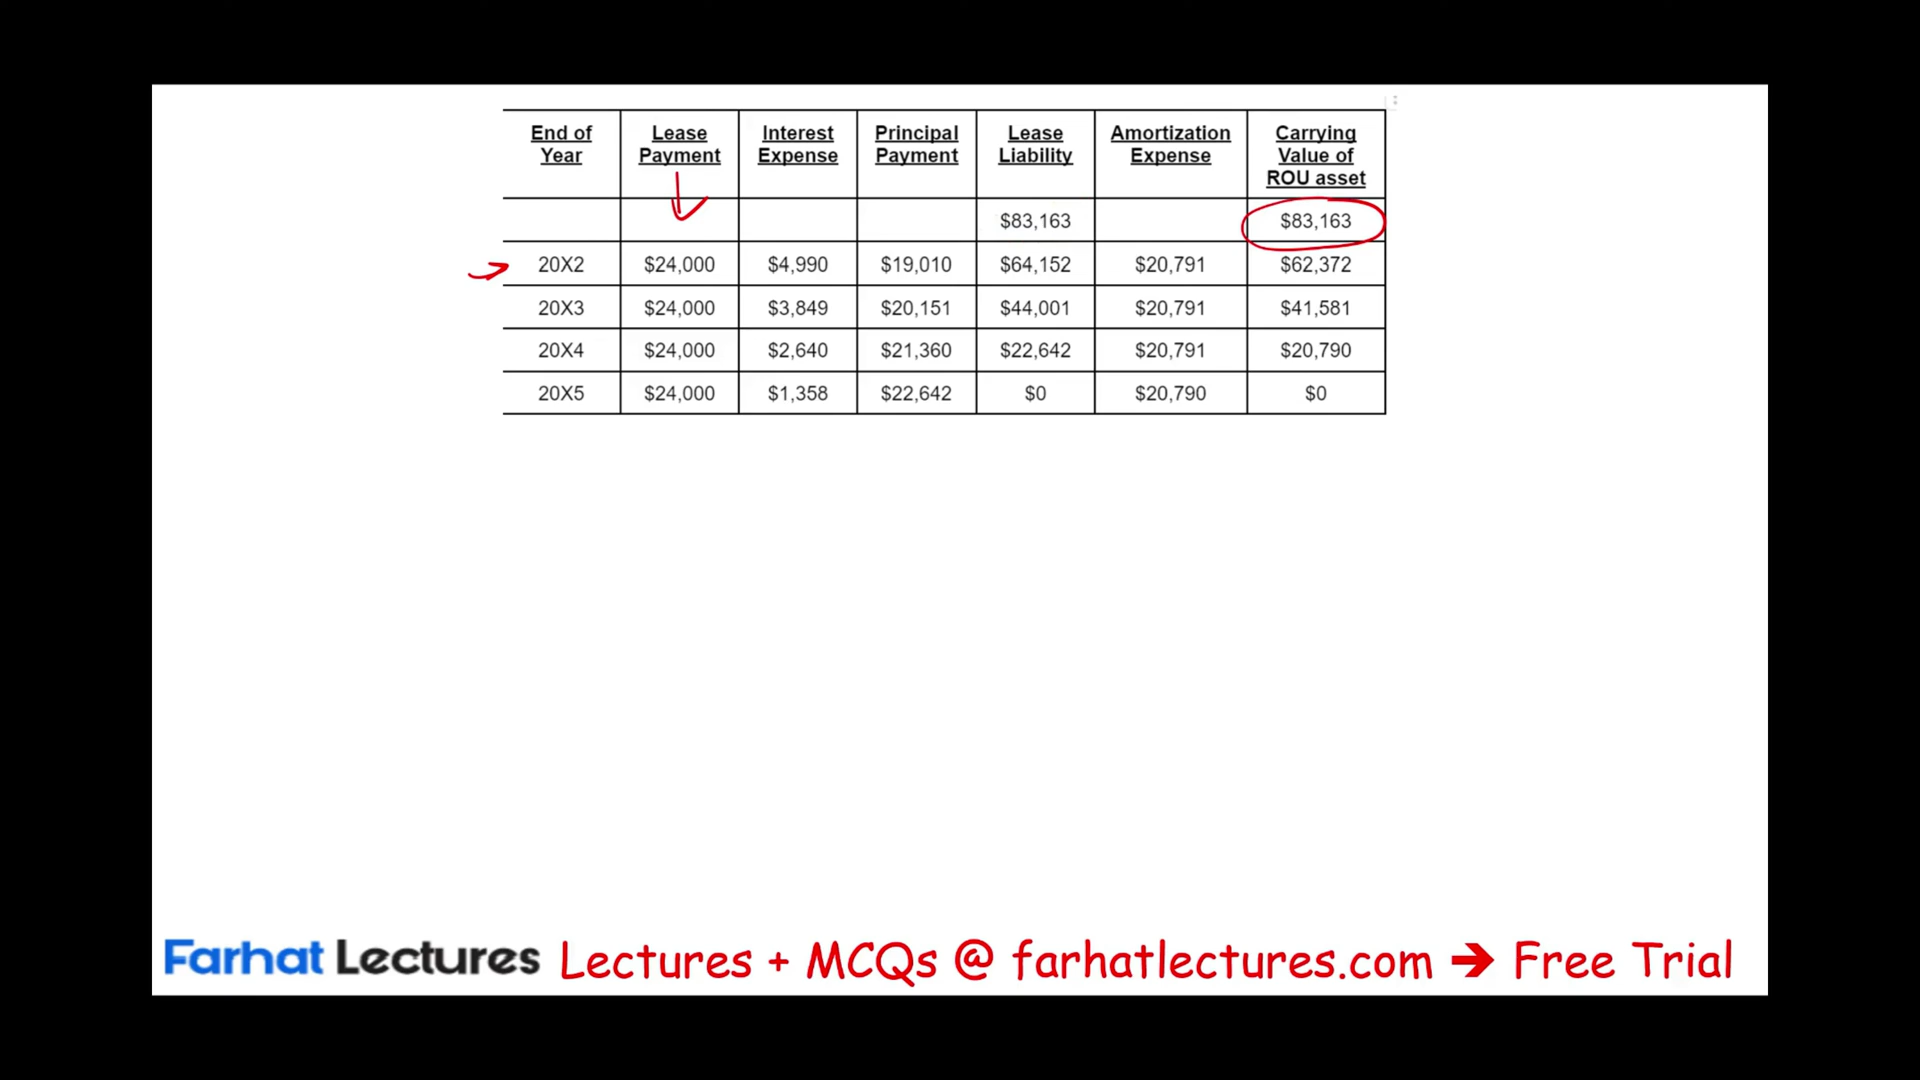 End of Year | Lease Payment | Interest Expense | Principal Payment | Lease Liability | Amortization Expense | Carrying Value of ROU asset
$83,163 | $83,163
20X2 | $24,000 | $4,990 | $19,010 | $64,152 | $20,791 | $62,372
20X3 | $24,000 | $3,849 | $20,151 | $44,001 | $20,791 | $41,581
20X4 | $24,000 | $2,640 | $21,360 | $22,642 | $20,791 | $20,790
20X5 | $24,000 | $1,358 | $22,642 | $0 | $20,790 | $0
Farhat Lectures Lectures + MCQs @ farhatlectures.com ➔ Free Trial